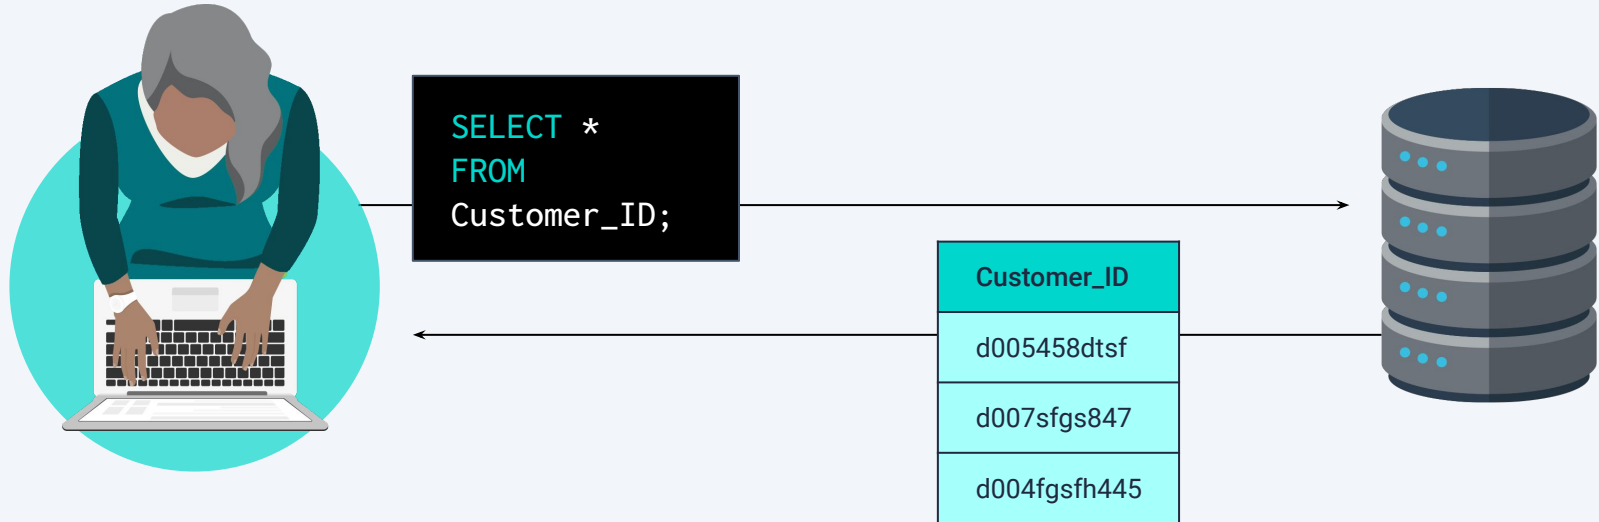 SELECT *
FROM
Customer_ID;
Customer_ID
d005458dtsf
d007sfgs847
d004fgsfh445